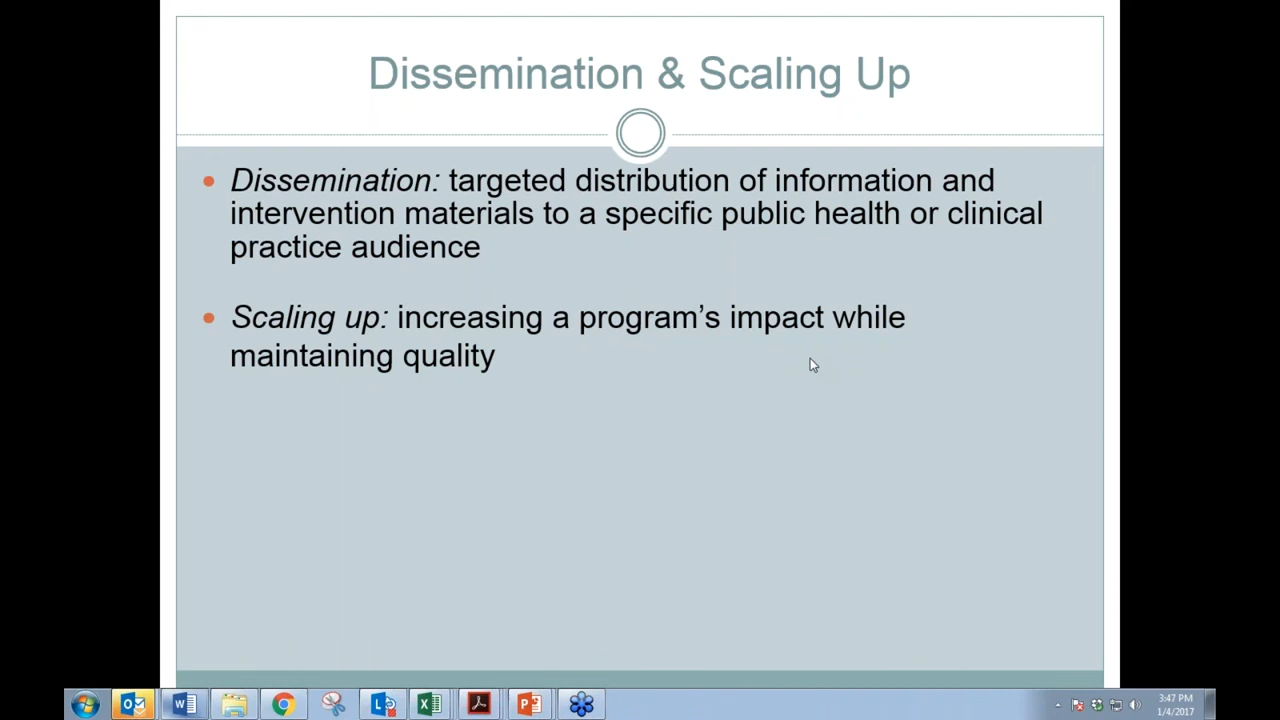 Dissemination & Scaling Up
• Dissemination: targeted distribution of information and
intervention materials to a specific public health or clinical
practice audience
• Scaling up: increasing a program’s impact while
maintaining quality
3:47 PM
1/4/2017